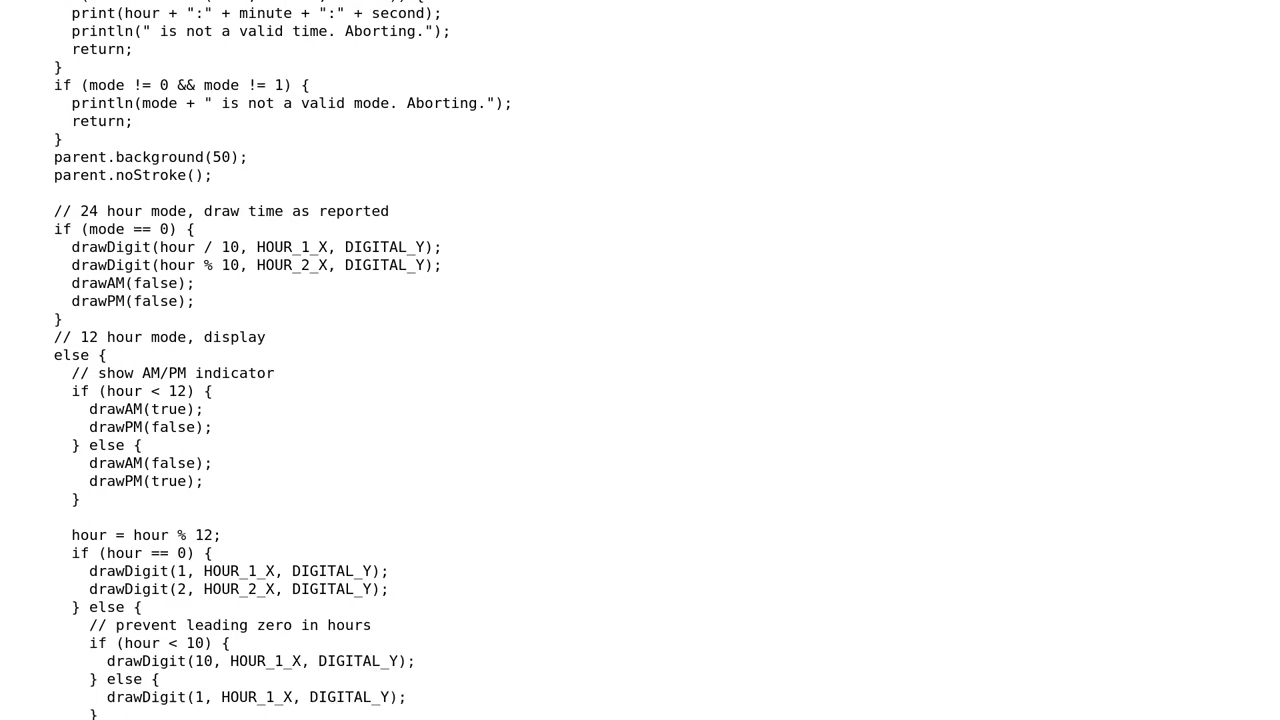 print(hour + ":" + minute + ":" + second);
println(" is not a valid time. Aborting.");
return;
}
if (mode != 0 && mode != 1) {
println(mode + " is not a valid mode. Aborting.");
return;
}
parent.background(50);
parent.noStroke();

// 24 hour mode, draw time as reported
if (mode == 0) {
drawDigit(hour / 10, HOUR_1_X, DIGITAL_Y);
drawDigit(hour % 10, HOUR_2_X, DIGITAL_Y);
drawAM(false);
drawPM(false);
}
// 12 hour mode, display
else {
// show AM/PM indicator
if (hour < 12) {
drawAM(true);
drawPM(false);
} else {
drawAM(false);
drawPM(true);
}

hour = hour % 12;
if (hour == 0) {
drawDigit(1, HOUR_1_X, DIGITAL_Y);
drawDigit(2, HOUR_2_X, DIGITAL_Y);
} else {
// prevent leading zero in hours
if (hour < 10) {
drawDigit(10, HOUR_1_X, DIGITAL_Y);
} else {
drawDigit(1, HOUR_1_X, DIGITAL_Y);
}